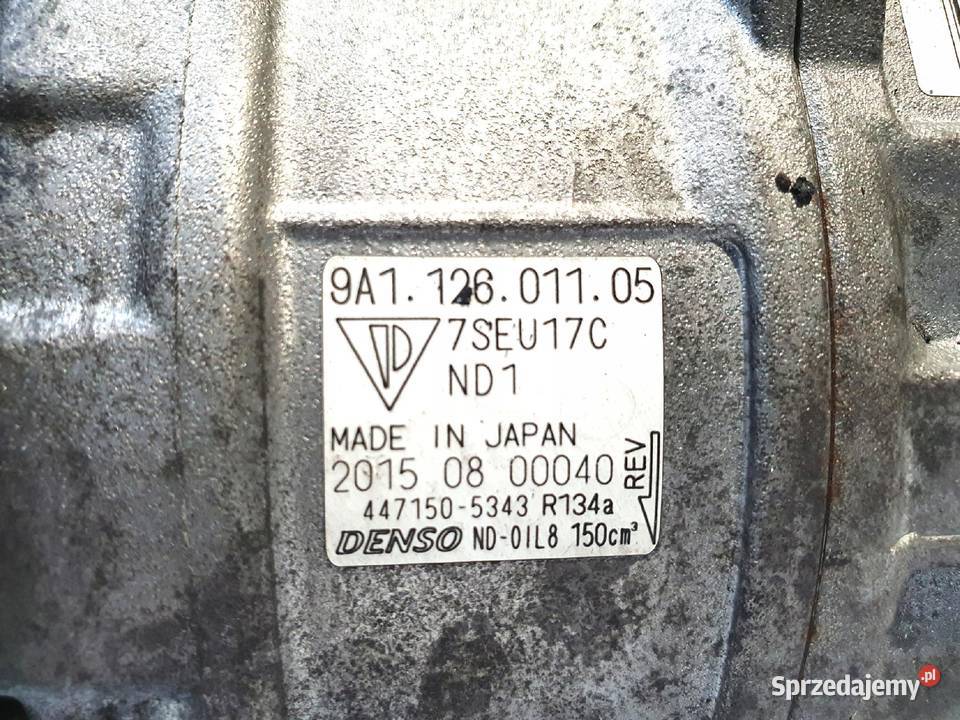 9A1.126.011.05
7SEU17C
ND1
MADE IN JAPAN
2015 08 00040
REV
447150-5343 R134a
DENSO ND-OIL8 150cm³
Sprzedajemy.pl